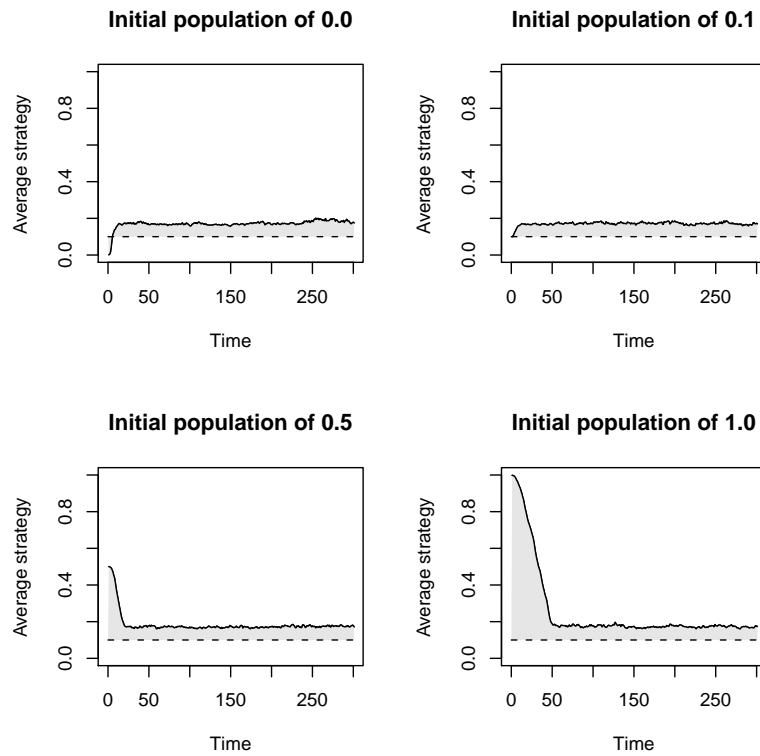 Initial population of 0.0
Average strategy
0.0 0.4 0.8
0 50 150 250
Time
Initial population of 0.1
Average strategy
0.0 0.4 0.8
0 50 150 250
Time
Initial population of 0.5
Average strategy
0.0 0.4 0.8
0 50 150 250
Time
Initial population of 1.0
Average strategy
0.0 0.4 0.8
0 50 150 250
Time